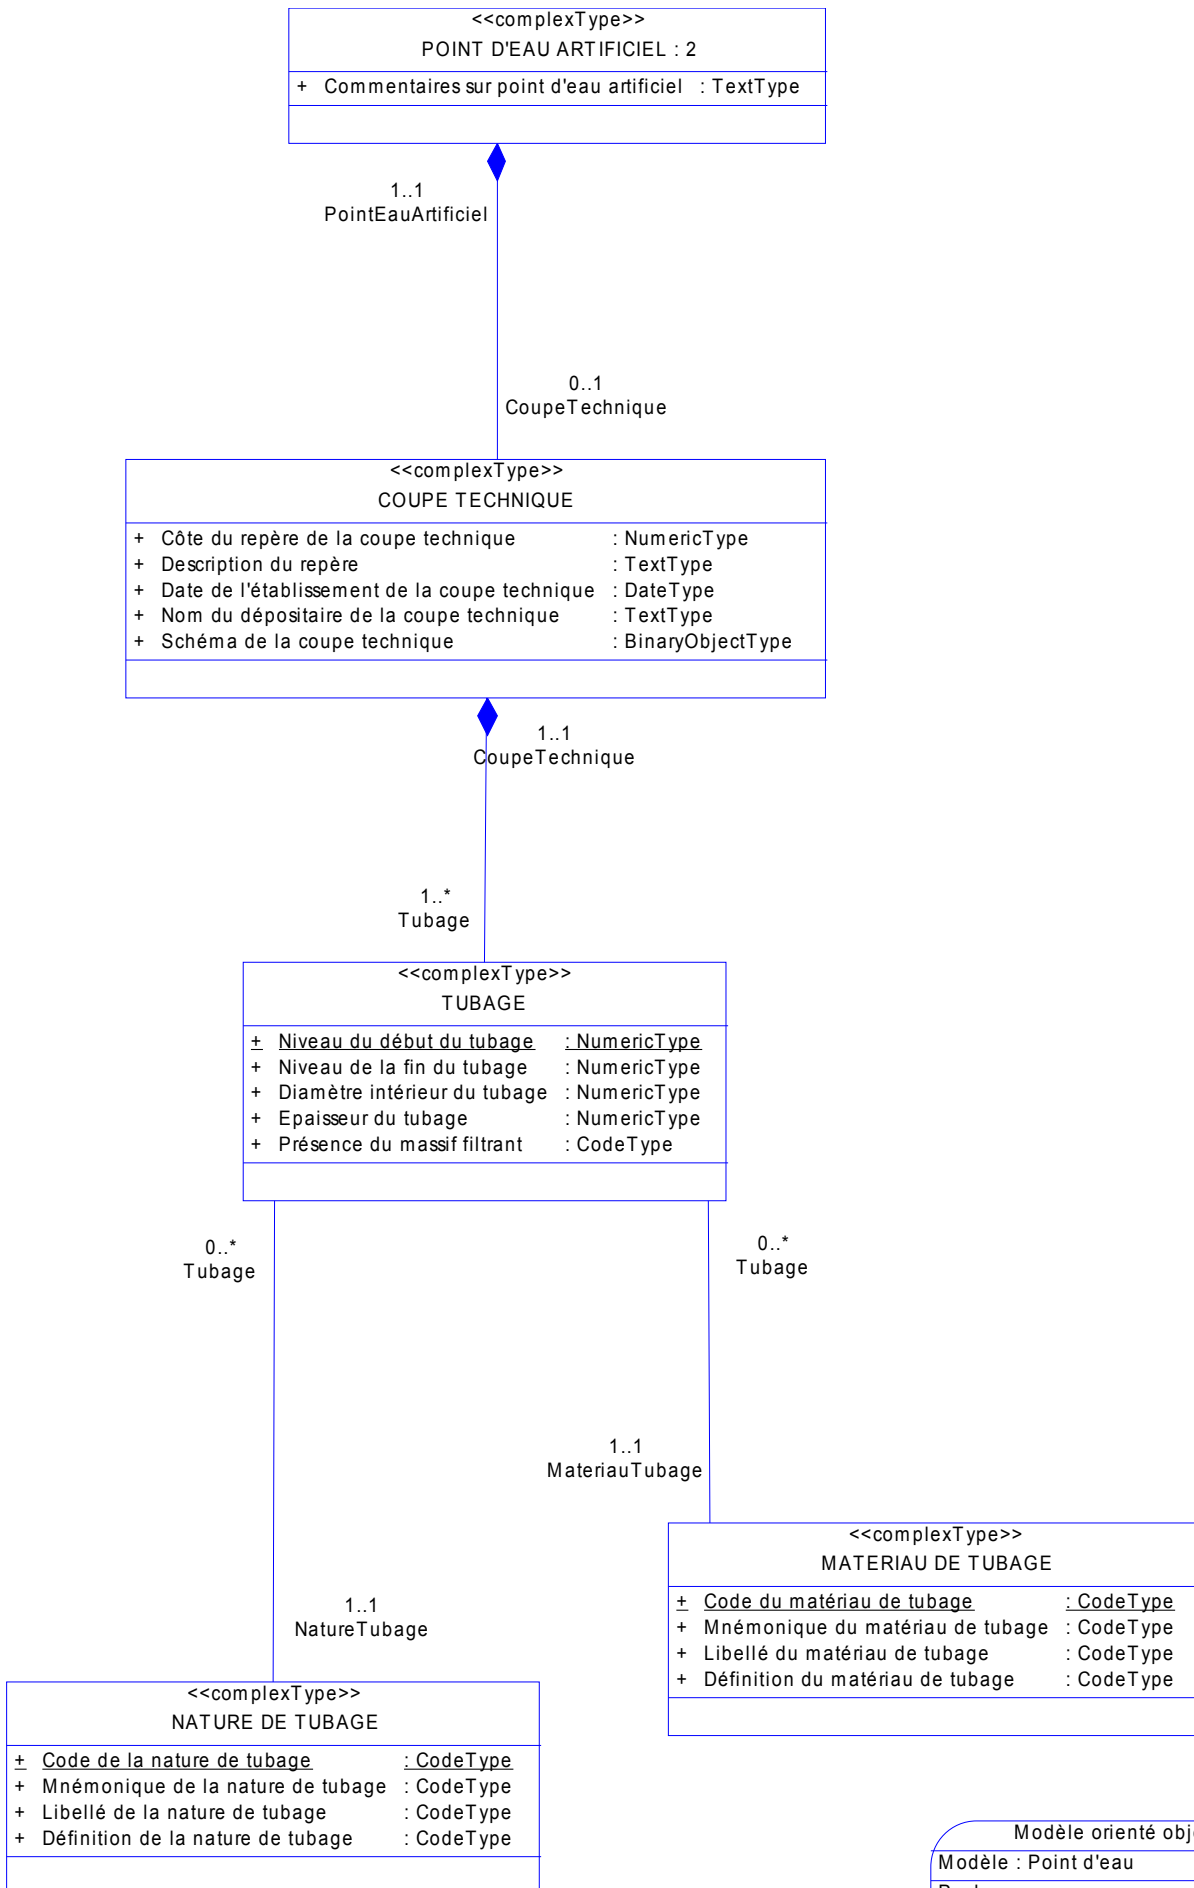 <<complexType>>
POINT D'EAU ARTIFICIEL : 2
+ Commentaires sur point d'eau artificiel : TextType
1..1
PointEauArtificiel
0..1
CoupeTechnique
<<complexType>>
COUPE TECHNIQUE
+ Côte du repère de la coupe technique : NumericType
+ Description du repère : TextType
+ Date de l'établissement de la coupe technique : DateType
+ Nom du dépositaire de la coupe technique : TextType
+ Schéma de la coupe technique : BinaryObjectType
1..1
CoupeTechnique
1..*
Tubage
<<complexType>>
TUBAGE
+ Niveau du début du tubage : NumericType
+ Niveau de la fin du tubage : NumericType
+ Diamètre intérieur du tubage : NumericType
+ Epaisseur du tubage : NumericType
+ Présence du massif filtrant : CodeType
0..*
Tubage
0..*
Tubage
1..1
MateriauTubage
<<complexType>>
MATERIAU DE TUBAGE
+ Code du matériau de tubage : CodeType
+ Mnémonique du matériau de tubage : CodeType
+ Libellé du matériau de tubage : CodeType
+ Définition du matériau de tubage : CodeType
1..1
NatureTubage
<<complexType>>
NATURE DE TUBAGE
+ Code de la nature de tubage : CodeType
+ Mnémonique de la nature de tubage : CodeType
+ Libellé de la nature de tubage : CodeType
+ Définition de la nature de tubage : CodeType
Modèle orienté obj
Modèle : Point d'eau